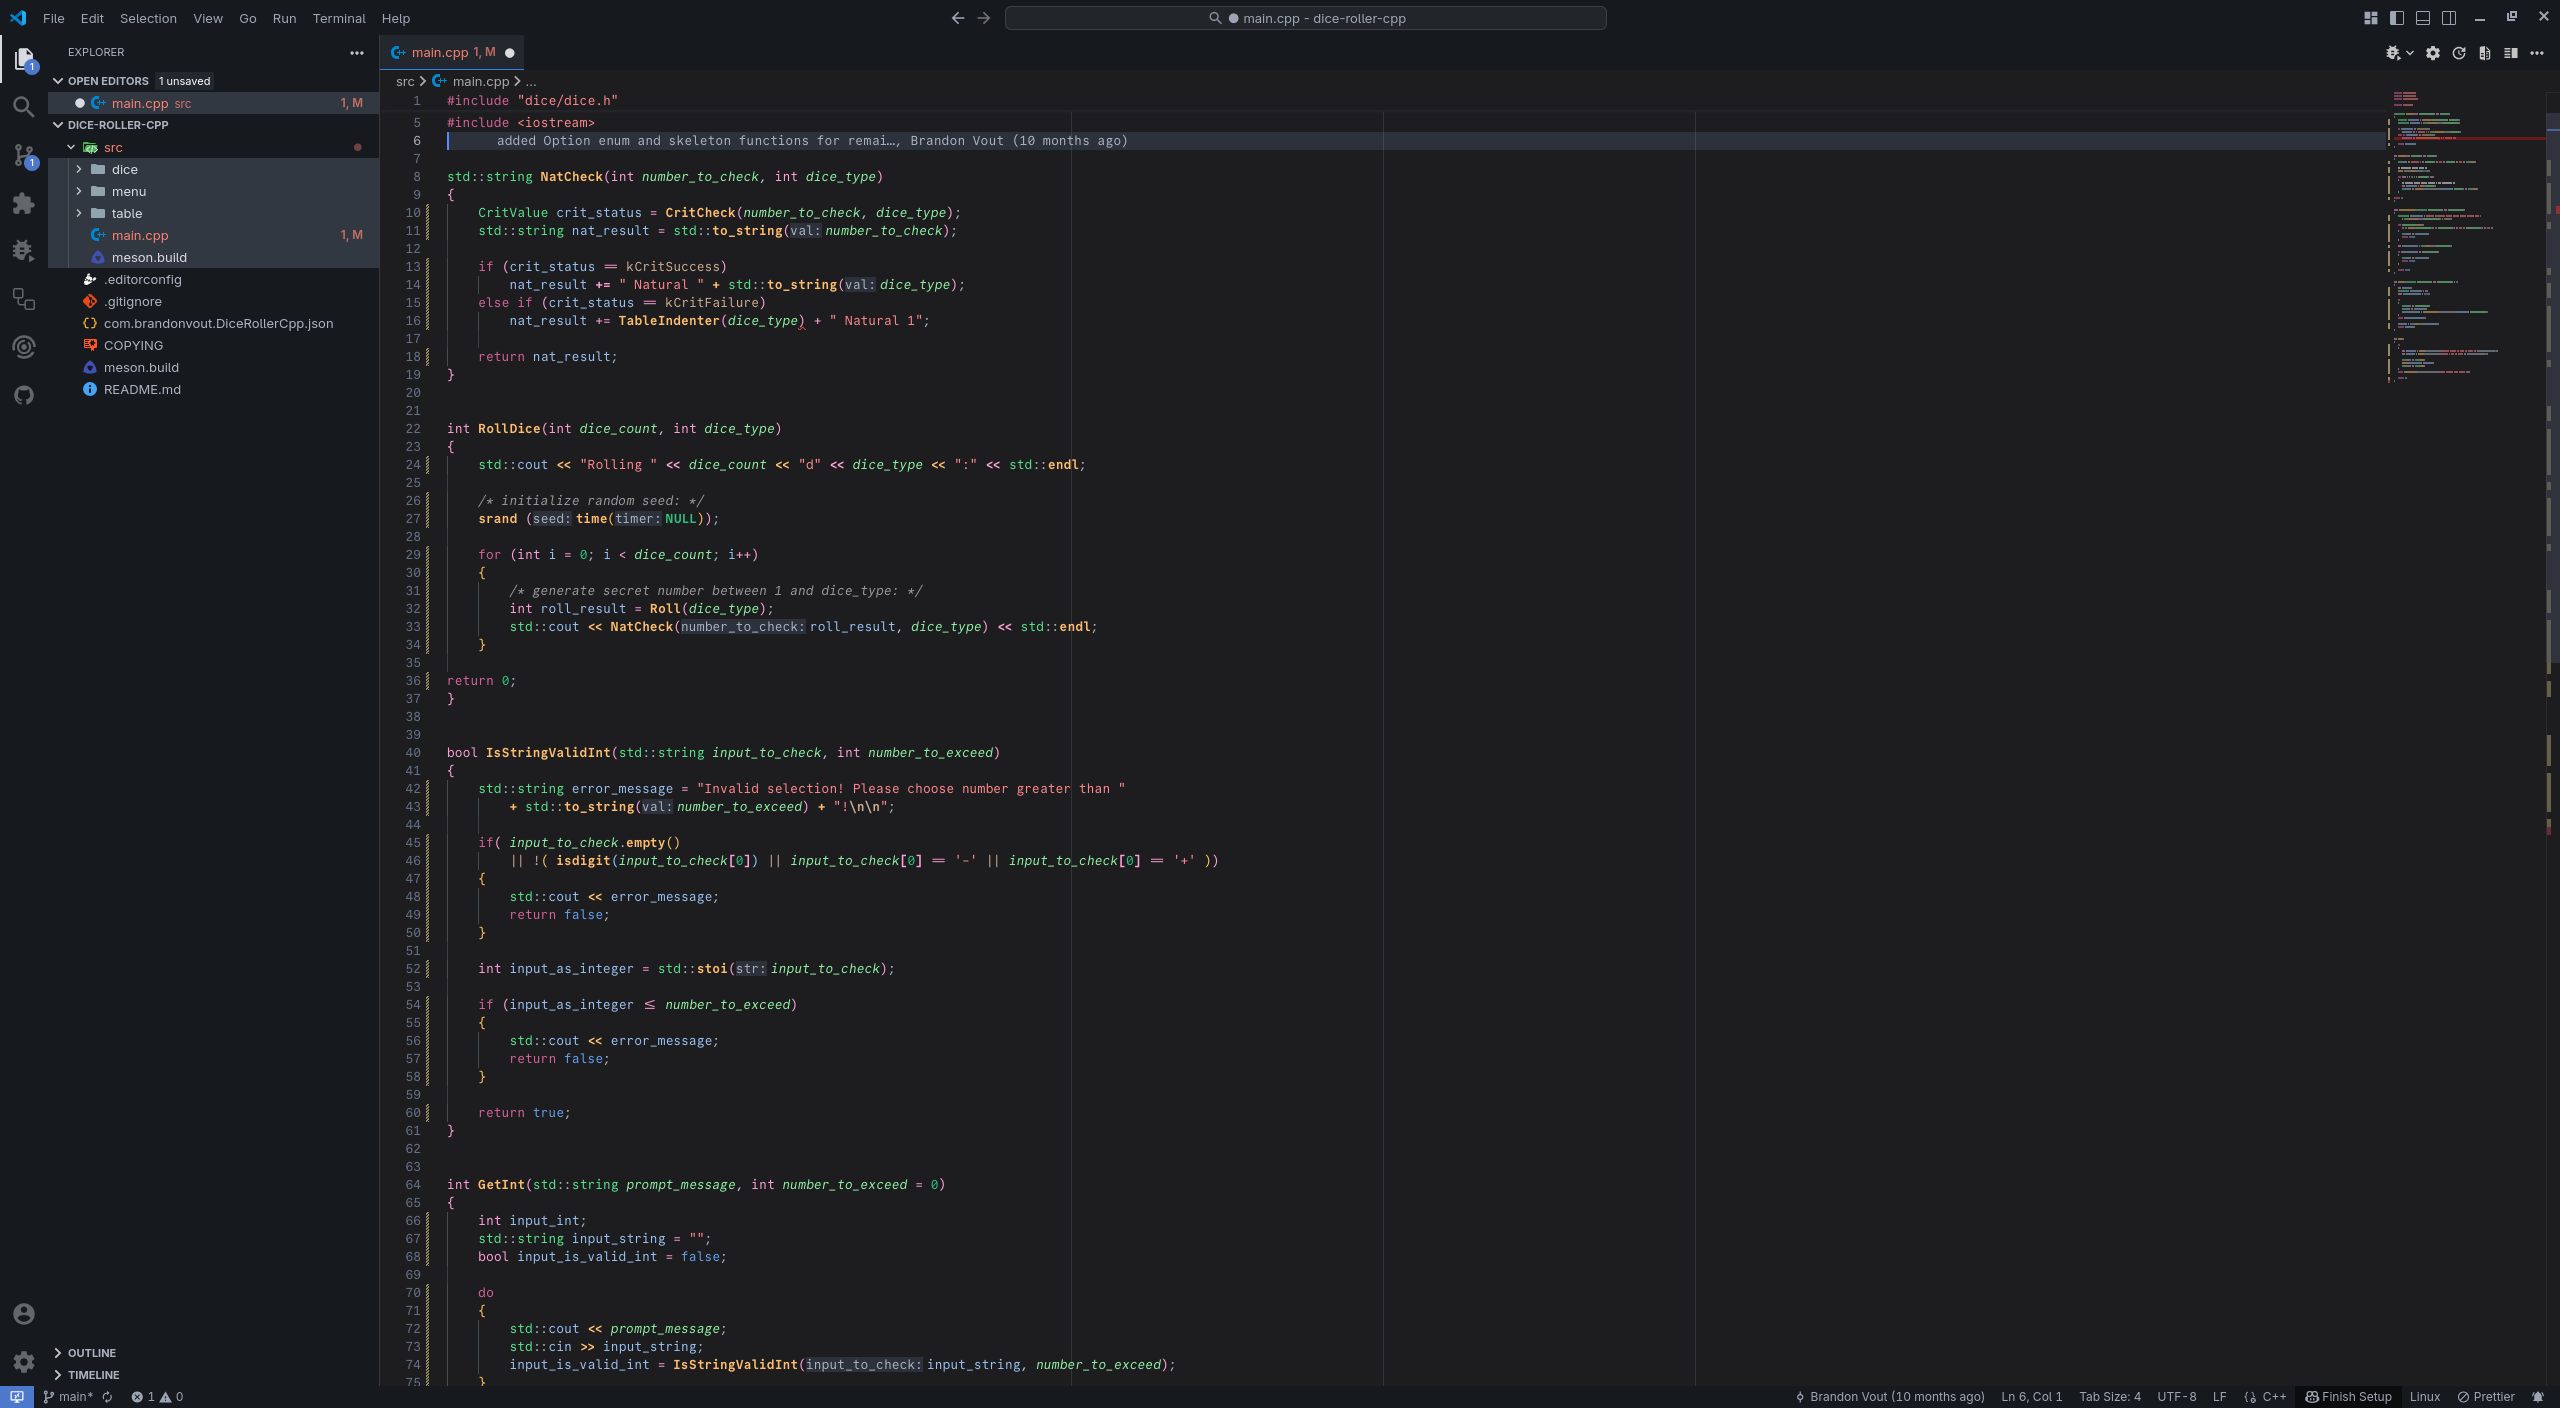 File Edit Selection View Go Run Terminal Help
main.cpp - dice-roller-cpp
EXPLORER
OPEN EDITORS 1 unsaved
main.cpp src 1, M
DICE-ROLLER-CPP
src
dice
menu
table
main.cpp 1, M
meson.build
.editorconfig
.gitignore
com.brandonvout.DiceRollerCpp.json
COPYING
meson.build
README.md
OUTLINE
TIMELINE
1
1
main.cpp 1, M
src > main.cpp > ...
1 #include "dice/dice.h"
5 #include <iostream>
6 added Option enum and skeleton functions for remai…, Brandon Vout (10 months ago)
7
8 std::string NatCheck(int number_to_check, int dice_type)
9 {
10 CritValue crit_status = CritCheck(number_to_check, dice_type);
11 std::string nat_result = std::to_string(val: number_to_check);
12
13 if (crit_status == kCritSuccess)
14 nat_result += " Natural " + std::to_string(val: dice_type);
15 else if (crit_status == kCritFailure)
16 nat_result += TableIndenter(dice_type) + " Natural 1";
17
18 return nat_result;
19 }
20
21
22 int RollDice(int dice_count, int dice_type)
23 {
24 std::cout << "Rolling " << dice_count << "d" << dice_type << ":" << std::endl;
25
26 /* initialize random seed: */
27 srand (seed: time(timer: NULL));
28
29 for (int i = 0; i < dice_count; i++)
30 {
31 /* generate secret number between 1 and dice_type: */
32 int roll_result = Roll(dice_type);
33 std::cout << NatCheck(number_to_check: roll_result, dice_type) << std::endl;
34 }
35
36 return 0;
37 }
38
39
40 bool IsStringValidInt(std::string input_to_check, int number_to_exceed)
41 {
42 std::string error_message = "Invalid selection! Please choose number greater than "
43 + std::to_string(val: number_to_exceed) + "!\n\n";
44
45 if( input_to_check.empty()
46 || !( isdigit(input_to_check[0]) || input_to_check[0] == '-' || input_to_check[0] == '+' ))
47 {
48 std::cout << error_message;
49 return false;
50 }
51
52 int input_as_integer = std::stoi(str: input_to_check);
53
54 if (input_as_integer <= number_to_exceed)
55 {
56 std::cout << error_message;
57 return false;
58 }
59
60 return true;
61 }
62
63
64 int GetInt(std::string prompt_message, int number_to_exceed = 0)
65 {
66 int input_int;
67 std::string input_string = "";
68 bool input_is_valid_int = false;
69
70 do
71 {
72 std::cout << prompt_message;
73 std::cin >> input_string;
74 input_is_valid_int = IsStringValidInt(input_to_check: input_string, number_to_exceed);
75 }
main* 1 0 Brandon Vout (10 months ago) Ln 6, Col 1 Tab Size: 4 UTF-8 LF {} C++ Finish Setup Linux Prettier